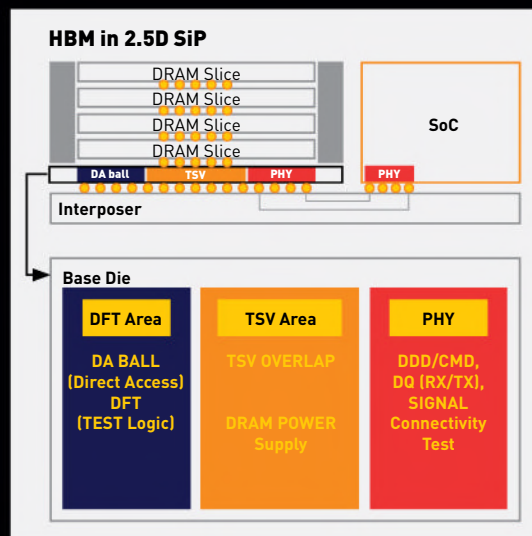 HBM in 2.5D SiP
DRAM Slice
DRAM Slice
DRAM Slice
DRAM Slice
SoC
DA ball
TSV
PHY
PHY
Interposer
Base Die
DFT Area
DA BALL
(Direct Access)
DFT
(TEST Logic)
TSV Area
TSV OVERLAP
DRAM POWER
Supply
PHY
DDD/CMD,
DQ (RX/TX),
SIGNAL
Connectivity
Test